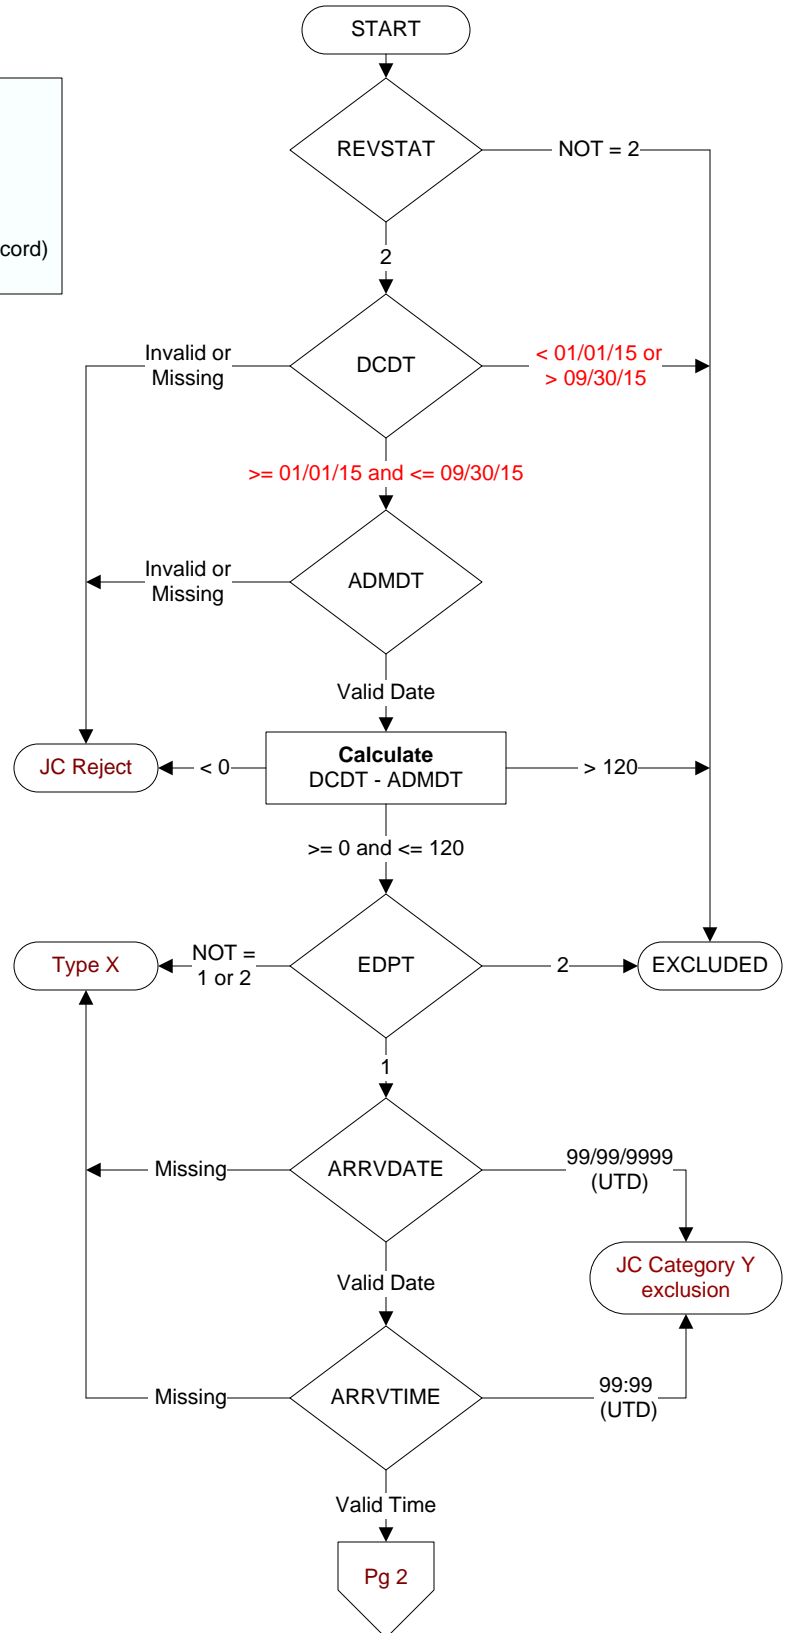 START
REVSTAT
NOT = 2
cord)
2
Invalid or
Missing
DCDT
< 01/01/15 or
> 09/30/15
>= 01/01/15 and <= 09/30/15
Invalid or
Missing
ADMDT
Valid Date
JC Reject
< 0
Calculate
DCDT - ADMDT
> 120
>= 0 and <= 120
Type X
NOT =
1 or 2
EDPT
2
EXCLUDED
1
Missing
ARRVDATE
99/99/9999
(UTD)
Valid Date
JC Category Y
exclusion
Missing
ARRVTIME
99:99
(UTD)
Valid Time
Pg 2